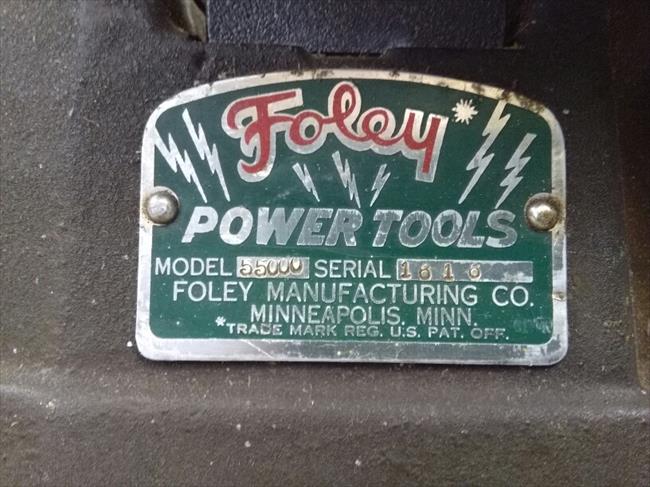 Foley*
POWER TOOLS
MODEL 55000 SERIAL 1616
FOLEY MANUFACTURING CO.
MINNEAPOLIS, MINN.
*TRADE MARK REG. U.S. PAT. OFF.